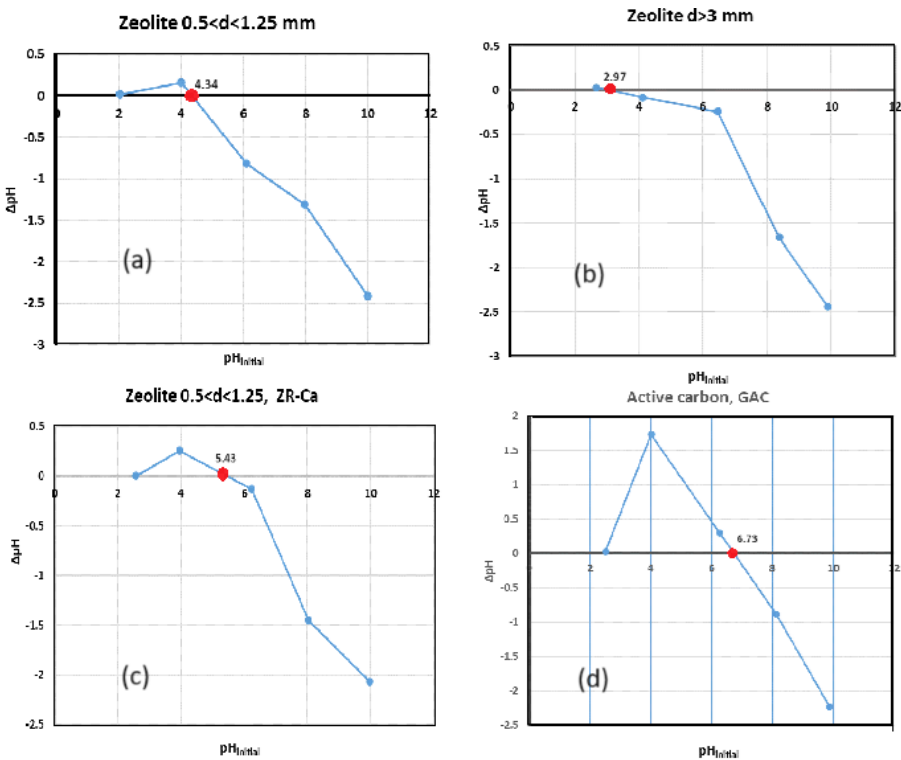 Zeolite 0.5<d<1.25 mm
0.5
0
-0.5
-1
-1.5
-2
-2.5
-3
0 2 4 6 8 10 12
4.34
ΔpH
(a)
pHInitial
Zeolite d>3 mm
0.5
0
-0.5
-1
-1.5
-2
-2.5
-3
0 2 4 6 8 10 12
2.97
ΔpH
(b)
pHInitial
Zeolite 0.5<d<1.25, ZR-Ca
0.5
0
-0.5
-1
-1.5
-2
-2.5
0 2 4 6 8 10 12
5.43
ΔpH
(c)
pHInitial
Active carbon, GAC
2
1.5
1
0.5
0
-0.5
-1
-1.5
-2
-2.5
0 2 4 6 8 10 12
6.73
ΔpH
(d)
pHInitial